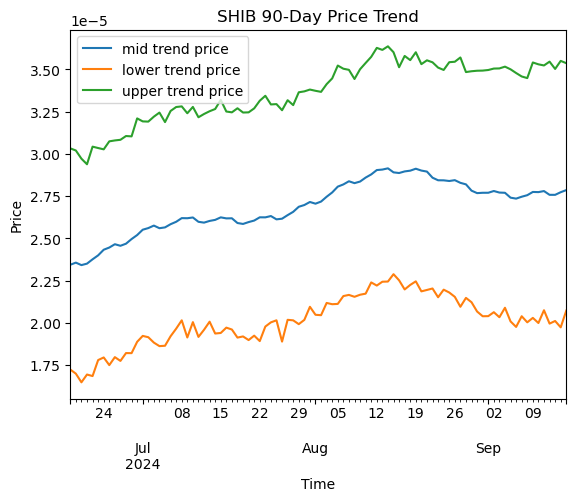 SHIB 90-Day Price Trend
1e−5
mid trend price
lower trend price
upper trend price
3.50
3.25
3.00
2.75
2.50
2.25
2.00
1.75
Price
24 08 15 22 29 05 12 19 26 02 09
Jul Aug Sep
2024
Time